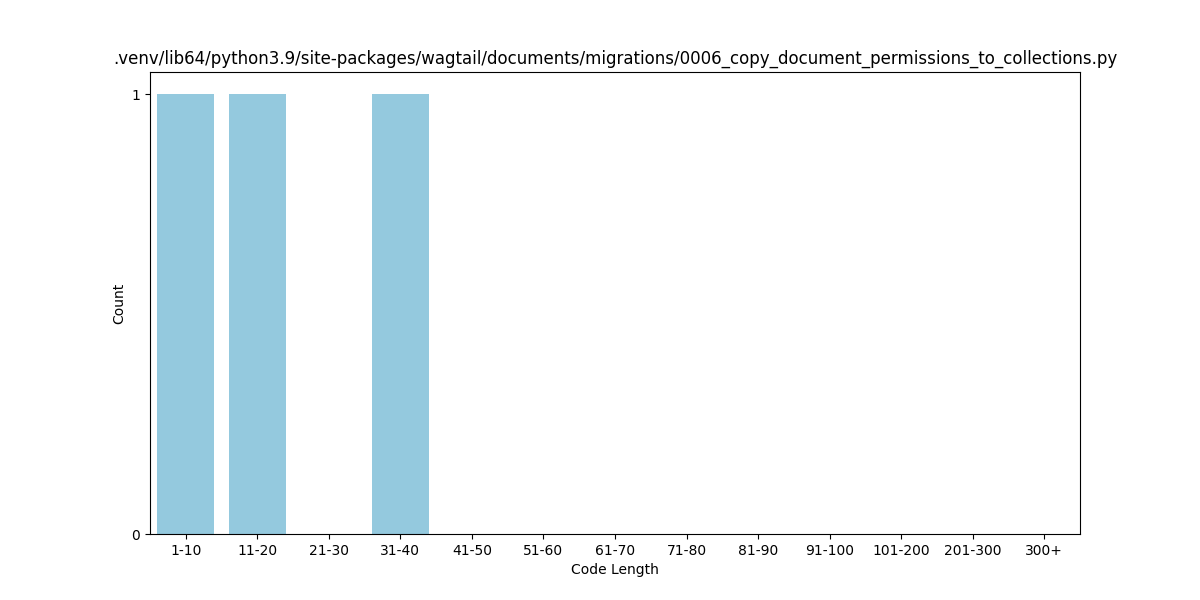 .venv/lib64/python3.9/site-packages/wagtail/documents/migrations/0006_copy_document_permissions_to_collections.py
1
Count
0
1-10 11-20 21-30 31-40 41-50 51-60 61-70 71-80 81-90 91-100 101-200 201-300 300+
Code Length